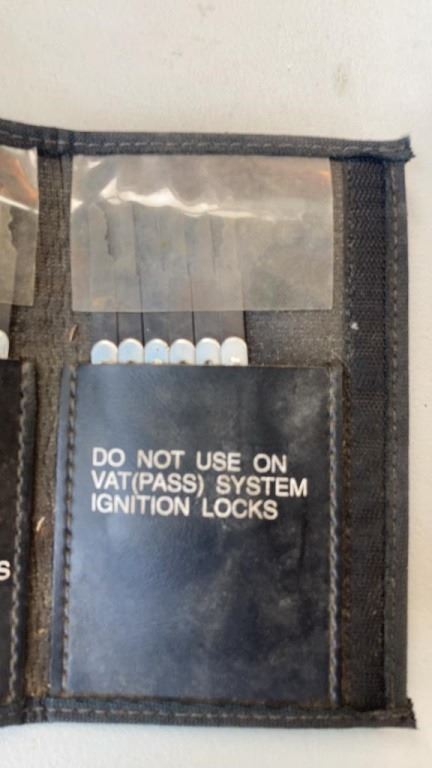 DO NOT USE ON
VAT(PASS) SYSTEM
IGNITION LOCKS
S